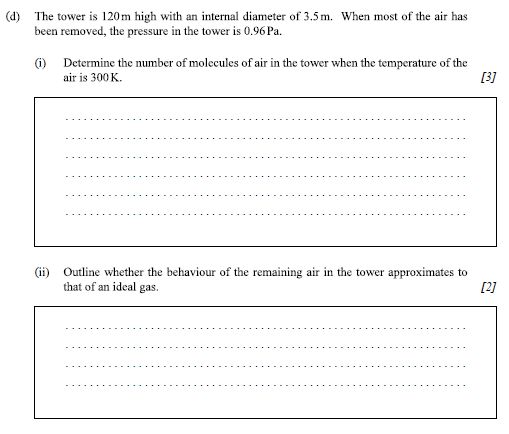 (d) The tower is 120 m high with an internal diameter of 3.5 m. When most of the air has
been removed, the pressure in the tower is 0.96 Pa.
(i) Determine the number of molecules of air in the tower when the temperature of the
air is 300 K. [3]
(ii) Outline whether the behaviour of the remaining air in the tower approximates to
that of an ideal gas. [2]